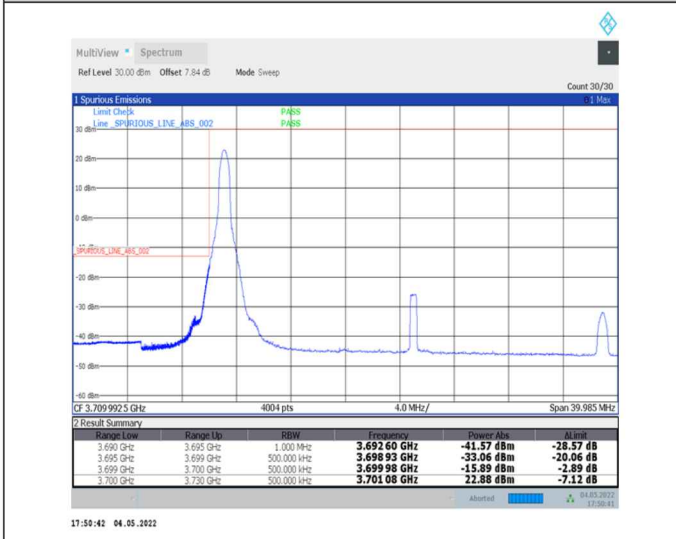 MultiView Spectrum
Ref Level 30.00 dBm Offset 7.84 dB Mode Sweep
Count 30/30
1 Spurious Emissions 1 Max
Limit Check PASS
Line _SPURIOUS_LINE_ABS_002 PASS
30 dBm
20 dBm
10 dBm
0 dBm
_SPURIOUS_LINE_ABS_002
-20 dBm
-30 dBm
-40 dBm
-50 dBm
-60 dBm
CF 3.7099925 GHz 4004 pts 4.0 MHz/ Span 39.985 MHz
2 Result Summary
Range Low Range Up RBW Frequency Power Abs ΔLimit
3.690 GHz 3.695 GHz 1.000 MHz 3.692 60 GHz -41.57 dBm -28.57 dB
3.695 GHz 3.699 GHz 500.000 kHz 3.698 93 GHz -33.06 dBm -20.06 dB
3.699 GHz 3.700 GHz 500.000 kHz 3.699 98 GHz -15.89 dBm -2.89 dB
3.700 GHz 3.730 GHz 500.000 kHz 3.701 08 GHz 22.88 dBm -7.12 dB
Aborted 04.05.2022
17:50:41
17:50:42 04.05.2022